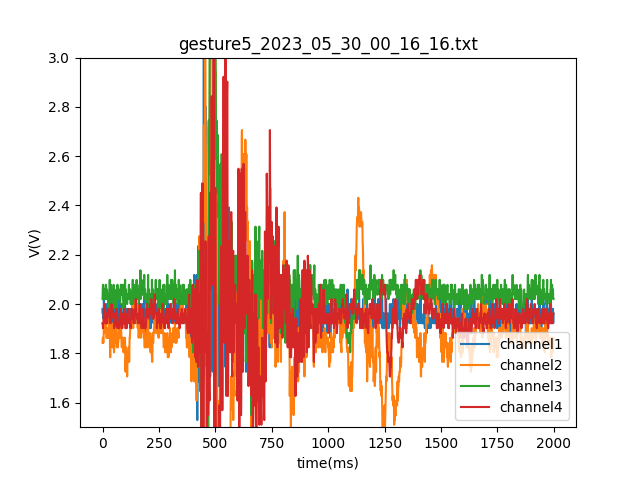 gesture5_2023_05_30_00_16_16.txt
3.0
2.8
2.6
2.4
2.2
2.0
1.8
1.6
V(V)
channel1
channel2
channel3
channel4
0 250 500 750 1000 1250 1500 1750 2000
time(ms)